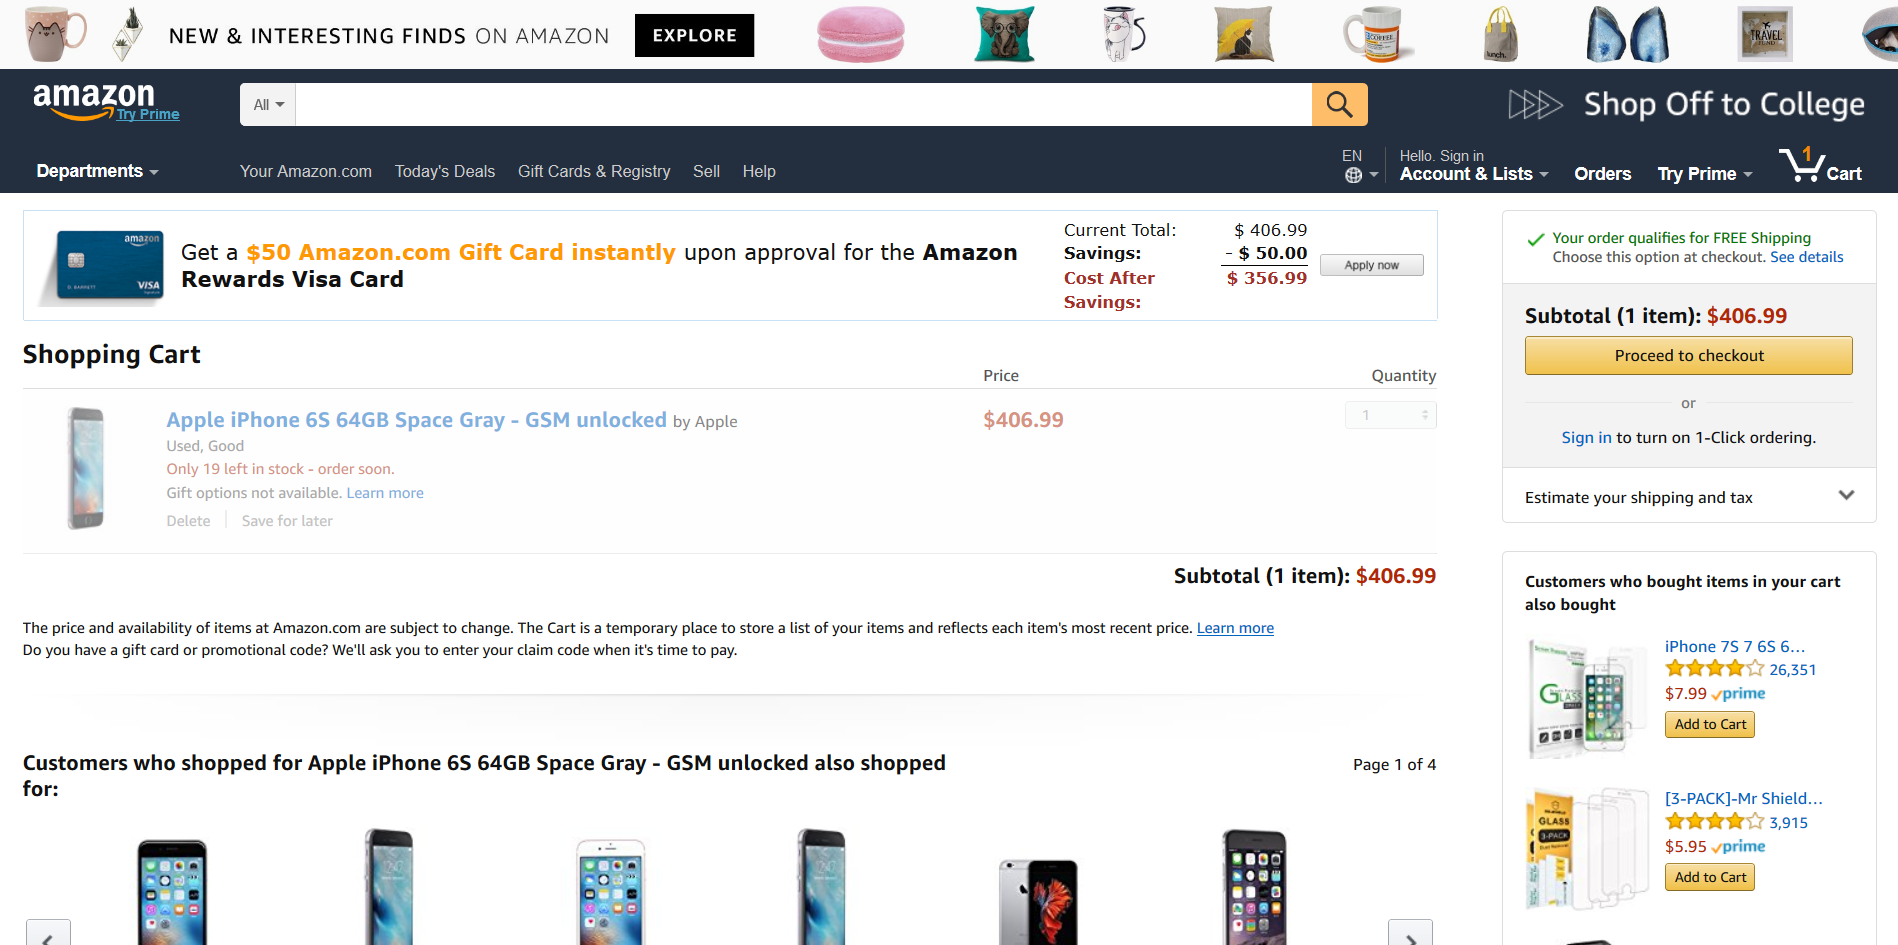 NEW & INTERESTING FINDS ON AMAZON
EXPLORE
COFFEE
lunch.
TRAVEL
FUND
amazon
Try Prime
All
Shop Off to College
Departments
Your Amazon.com
Today's Deals
Gift Cards & Registry
Sell
Help
EN
Hello. Sign in
Account & Lists
Orders
Try Prime
1
Cart
amazon
D. BARRETT
VISA
Get a $50 Amazon.com Gift Card instantly upon approval for the Amazon
Rewards Visa Card
Current Total: $ 406.99
Savings: - $ 50.00
Cost After $ 356.99
Savings:
Apply now
Your order qualifies for FREE Shipping
Choose this option at checkout. See details
Subtotal (1 item): $406.99
Proceed to checkout
or
Sign in to turn on 1-Click ordering.
Estimate your shipping and tax
Shopping Cart
Price
Quantity
Apple iPhone 6S 64GB Space Gray - GSM unlocked by Apple
$406.99
1
Used, Good
Only 19 left in stock - order soon.
Gift options not available. Learn more
Delete
Save for later
Subtotal (1 item): $406.99
The price and availability of items at Amazon.com are subject to change. The Cart is a temporary place to store a list of your items and reflects each item's most recent price. Learn more
Do you have a gift card or promotional code? We'll ask you to enter your claim code when it's time to pay.
Customers who shopped for Apple iPhone 6S 64GB Space Gray - GSM unlocked also shopped
for:
Page 1 of 4
Customers who bought items in your cart
also bought
GLASS
iPhone 7S 7 6S 6…
26,351
$7.99 prime
Add to Cart
GLASS
3-PACK
[3-PACK]-Mr Shield…
3,915
$5.95 prime
Add to Cart